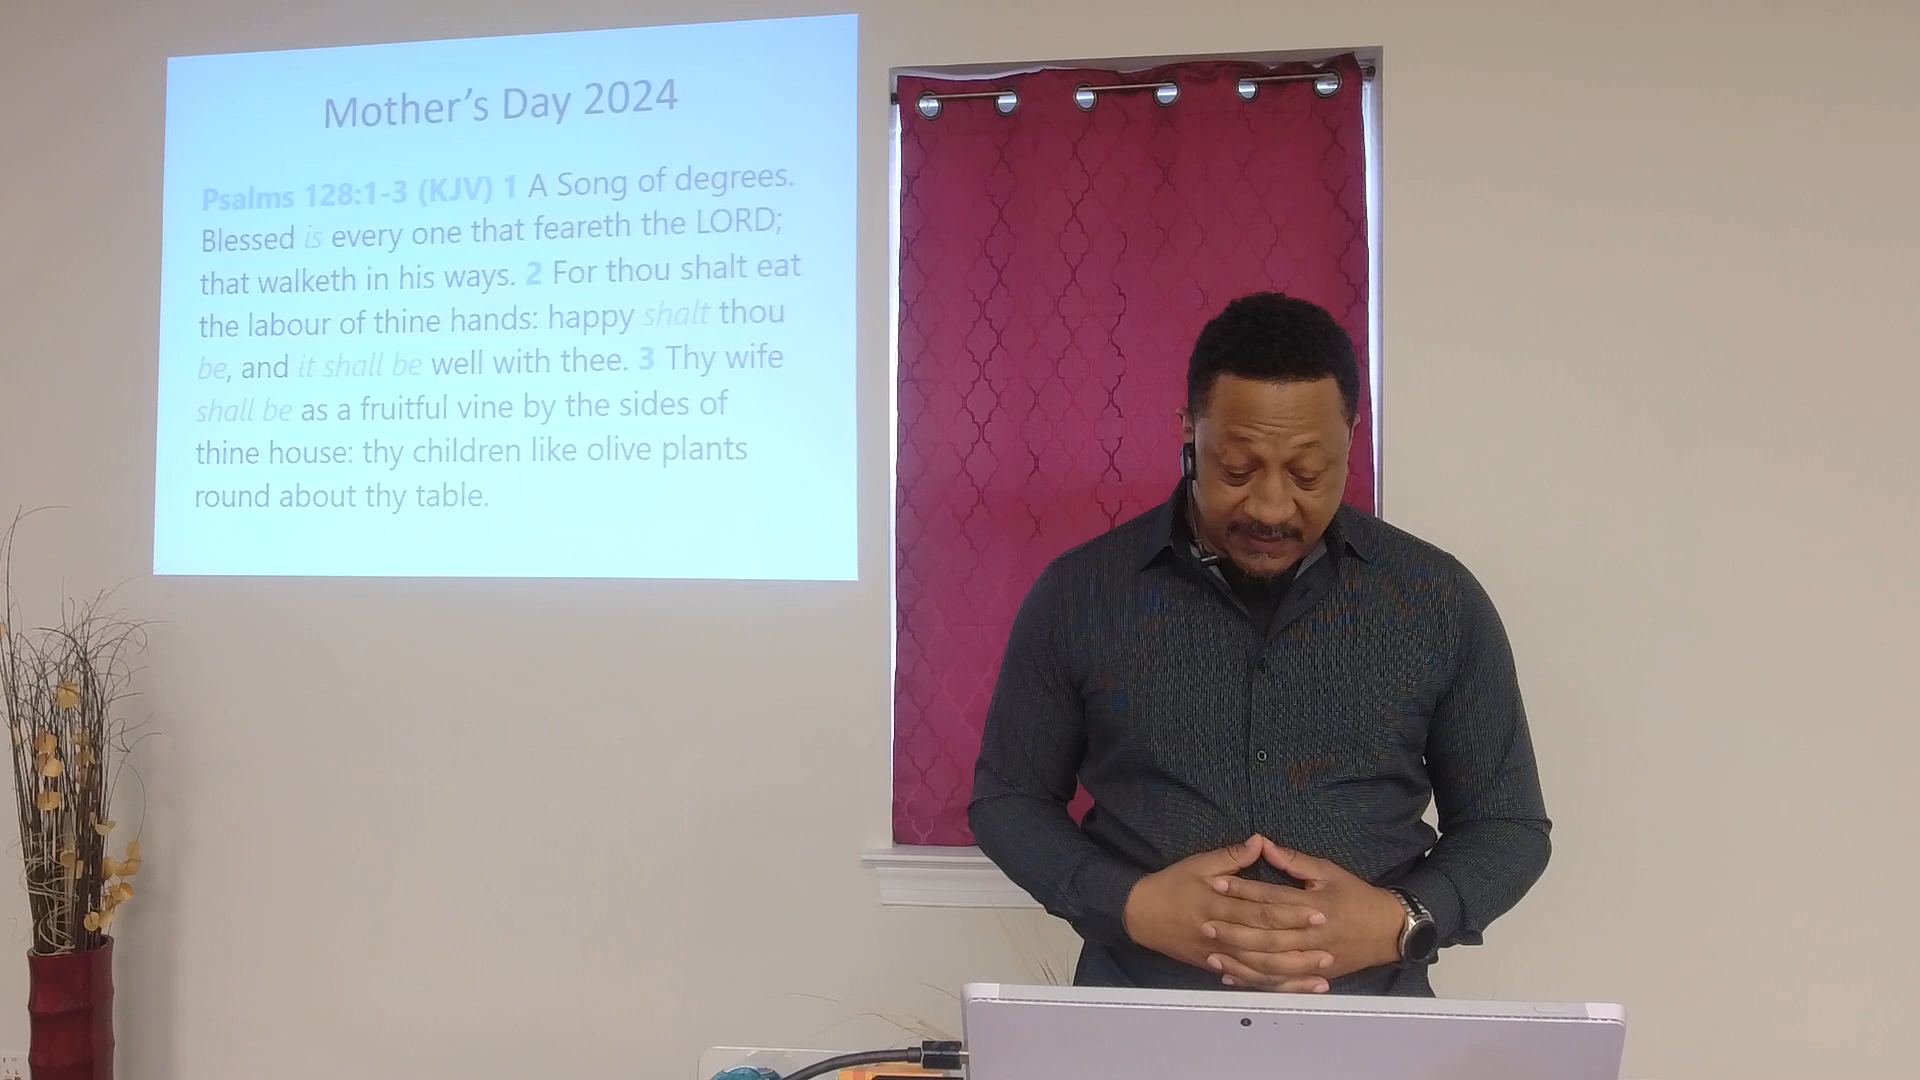 Mother's Day 2024
Psalms 128:1-3 (KJV) 1 A Song of degrees.
Blessed is every one that feareth the LORD;
that walketh in his ways. 2 For thou shalt eat
the labour of thine hands: happy shalt thou
be, and it shall be well with thee. 3 Thy wife
shall be as a fruitful vine by the sides of
thine house: thy children like olive plants
round about thy table.